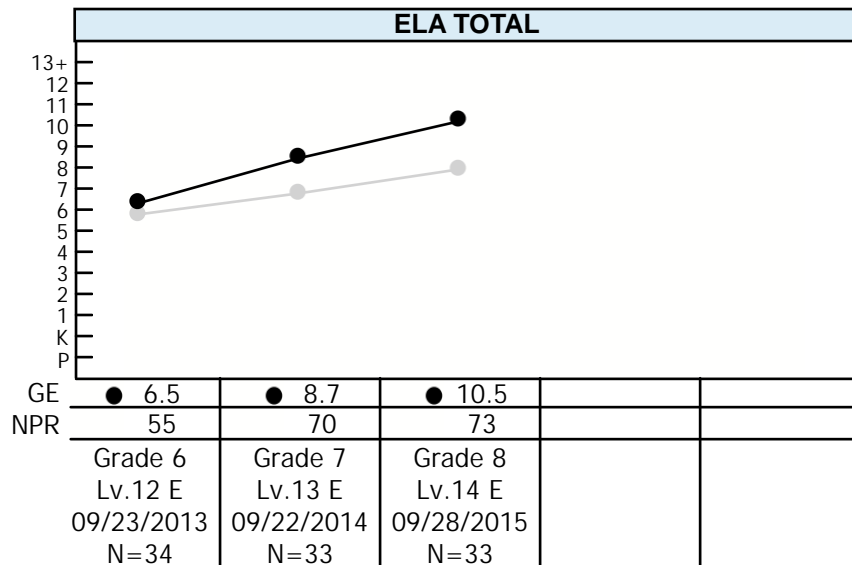 ELA TOTAL
13+
12
11
10
9
8
7
6
5
4
3
2
1
K
P
GE 6.5 8.7 10.5
NPR 55 70 73
Grade 6 Grade 7 Grade 8
Lv.12 E Lv.13 E Lv.14 E
09/23/2013 09/22/2014 09/28/2015
N=34 N=33 N=33